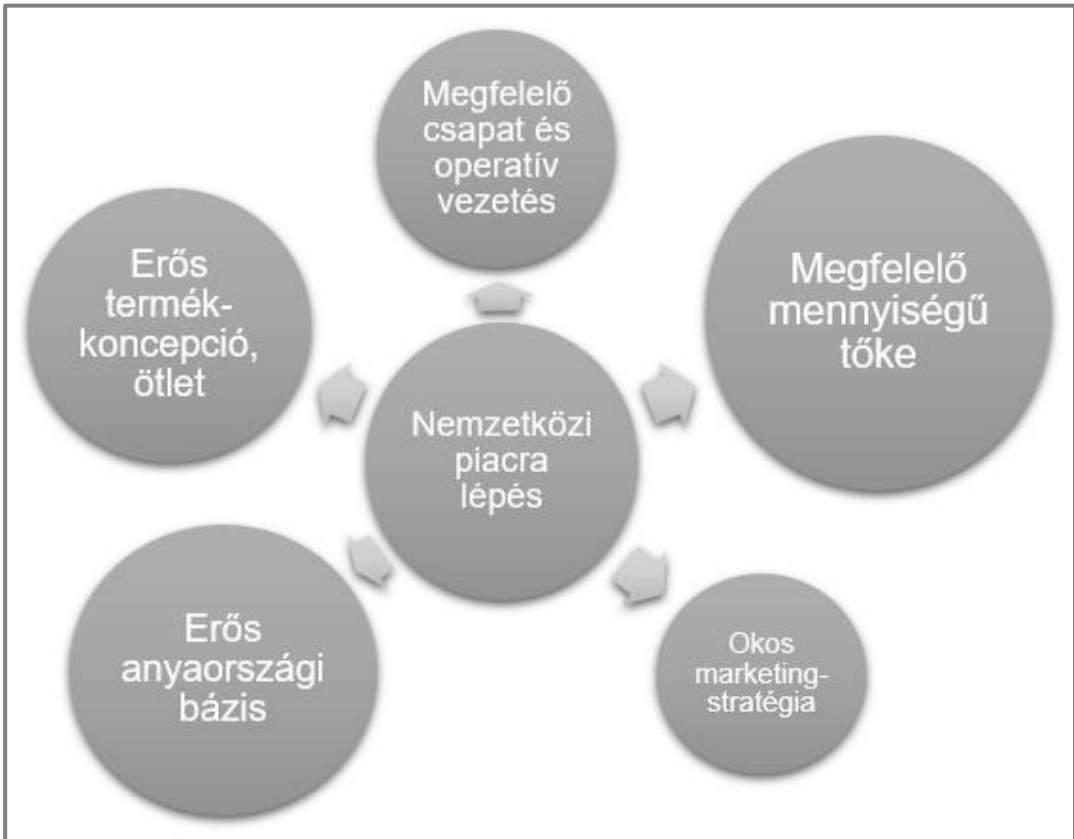 Megfelelő
csapat és
operatív
vezetés
Megfelelő
mennyiségű
tőke
Erős
termék-
koncepció,
ötlet
Nemzetközi
piacra
lépés
Erős
anyaországi
bázis
Okos
marketing-
stratégia